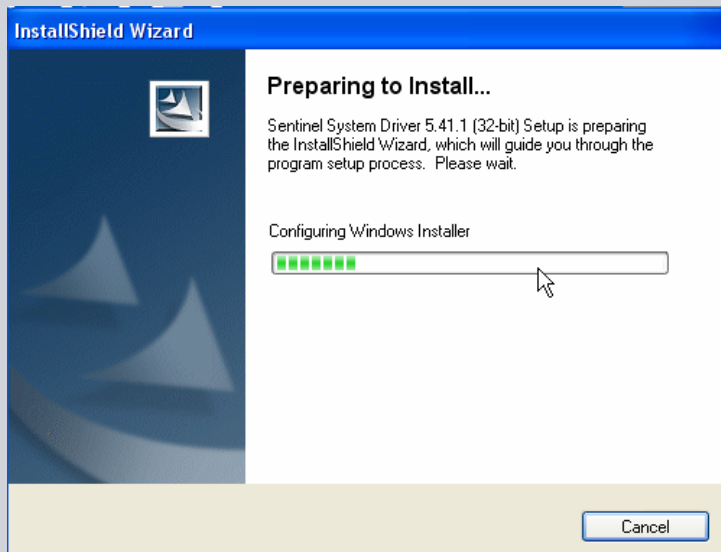 InstallShield Wizard
Preparing to Install...
Sentinel System Driver 5.41.1 (32-bit) Setup is preparing
the InstallShield Wizard, which will guide you through the
program setup process. Please wait.
Configuring Windows Installer
Cancel